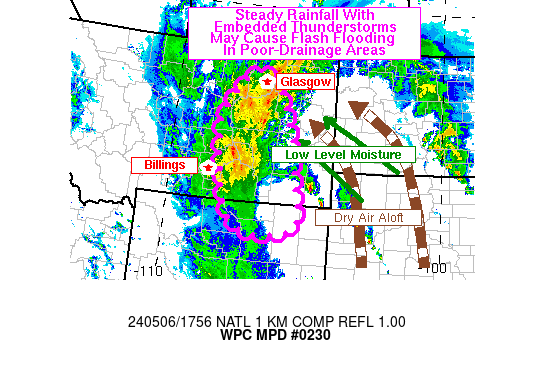 Steady Rainfall With
Embedded Thunderstorms
May Cause Flash Flooding
In Poor-Drainage Areas
Glasgow
Low Level Moisture
Billings
Dry Air Aloft
-110
-100
240506/1756 NATL 1 KM COMP REFL 1.00
WPC MPD #0230